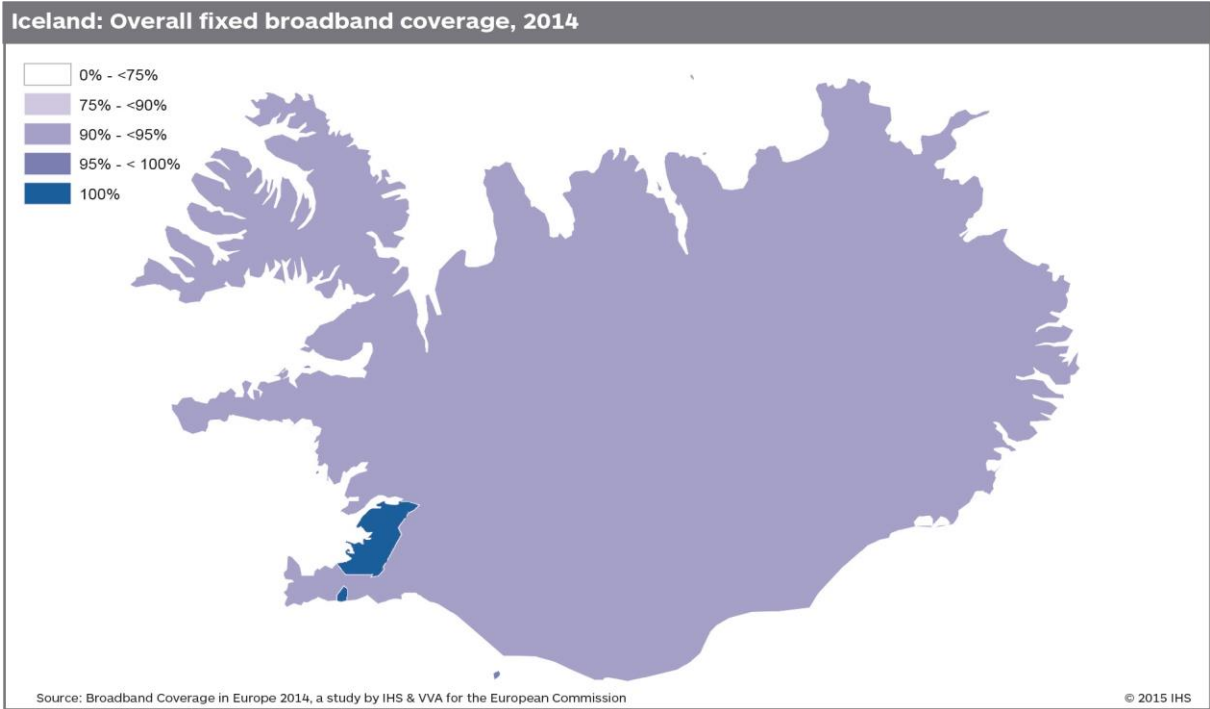 Iceland: Overall fixed broadband coverage, 2014
0% - <75%
75% - <90%
90% - <95%
95% - < 100%
100%
Source: Broadband Coverage in Europe 2014, a study by IHS & VVA for the European Commission
© 2015 IHS